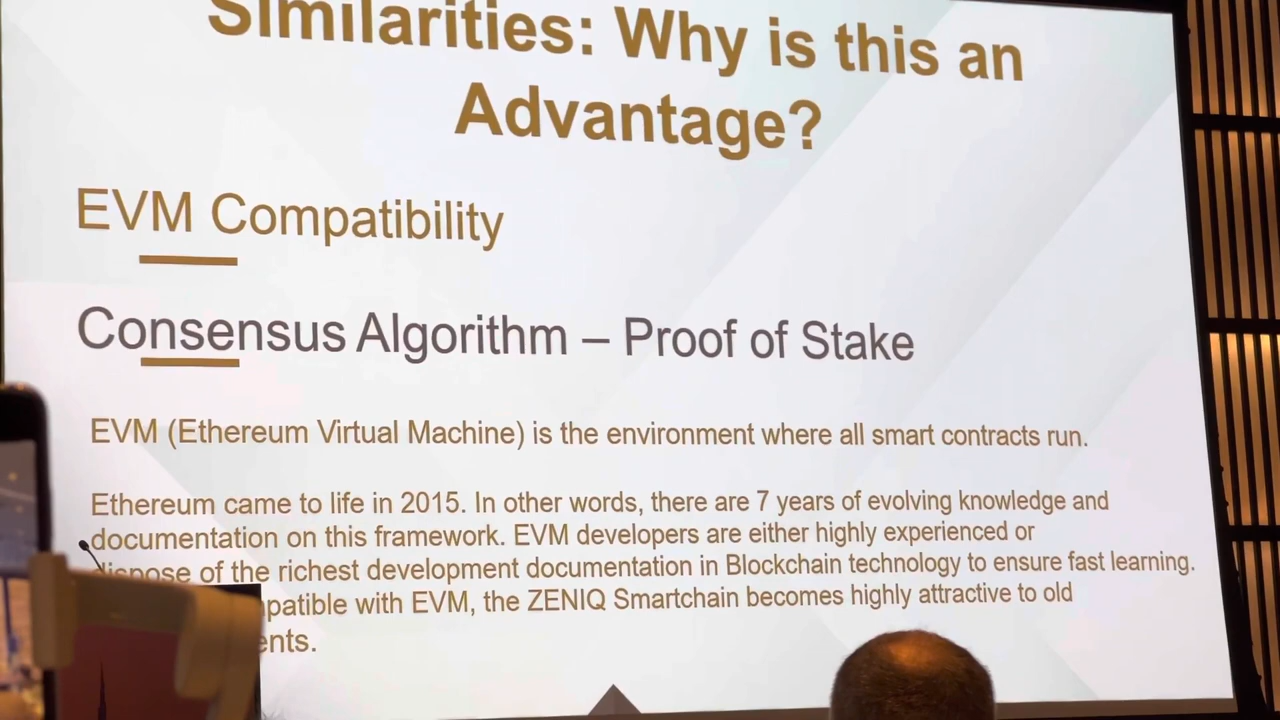 Similarities: Why is this an
Advantage?
EVM Compatibility
Consensus Algorithm – Proof of Stake
EVM (Ethereum Virtual Machine) is the environment where all smart contracts run.
Ethereum came to life in 2015. In other words, there are 7 years of evolving knowledge and
documentation on this framework. EVM developers are either highly experienced or
dispose of the richest development documentation in Blockchain technology to ensure fast learning.
with EVM, the ZENIQ Smartchain becomes highly attractive to old